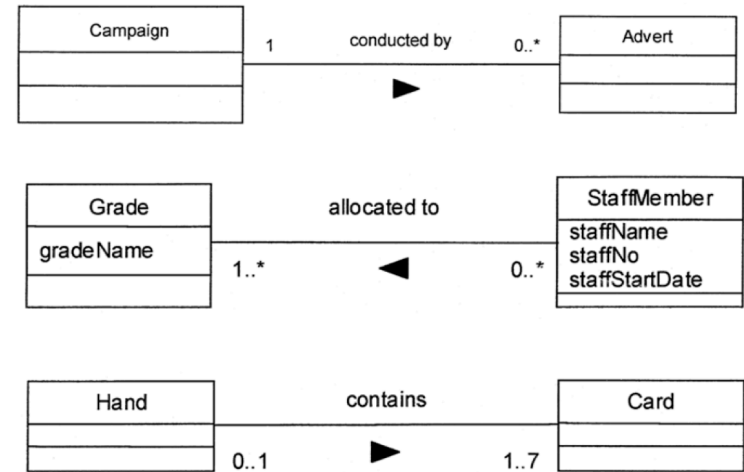 Campaign
1 conducted by 0..*
Advert
Grade
gradeName
allocated to
1..* 0..*
StaffMember
staffName
staffNo
staffStartDate
Hand
contains
0..1 1..7
Card